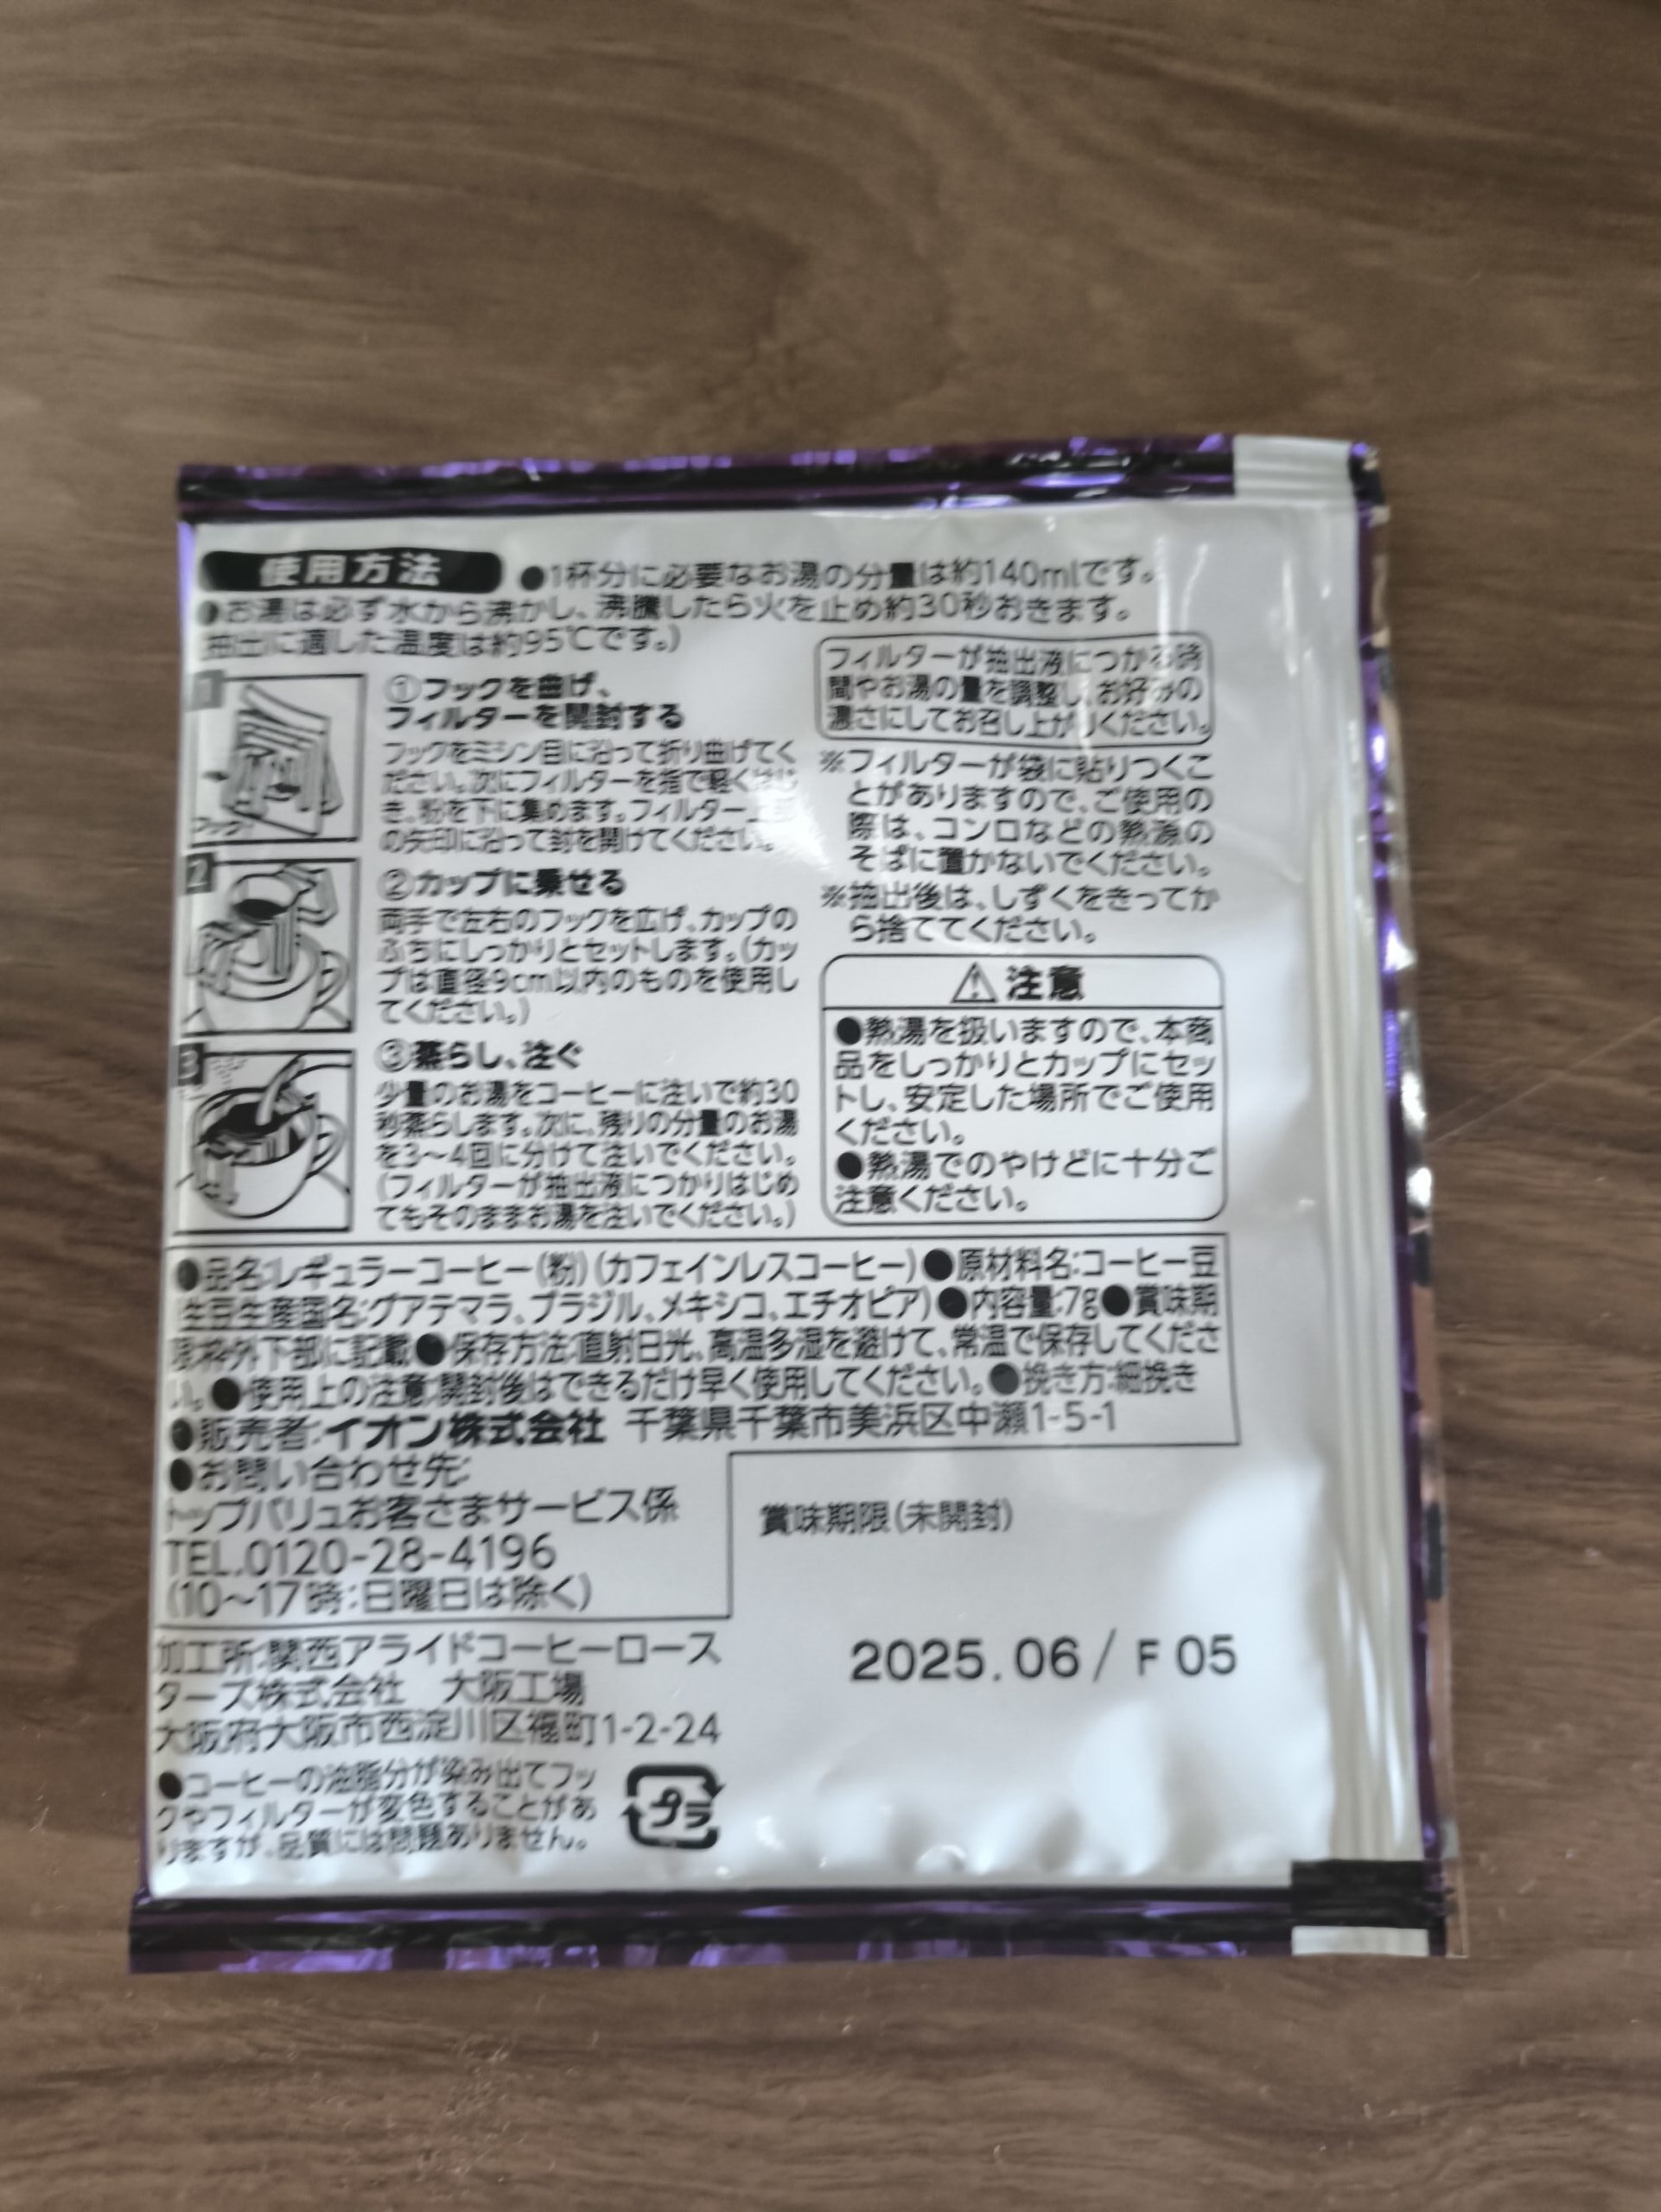 使用方法 ●1杯分に必要なお湯の分量は約140mlです。
●お湯は必ず水から沸かし、沸騰したら火を止め約30秒おきます。
抽出に適した温度は約95℃です。)
1
①フックを曲げ、
フィルターを開封する
フックをミシン目に沿って折り曲げてく
ださい。次にフィルターを指で軽くはじ
き、粉を下に集めます。フィルター上部
の矢印に沿って封を開けてください。
2
②カップに乗せる
両手で左右のフックを広げ、カップの
ふちにしっかりとセットします。(カッ
プは直径9cm以内のものを使用し
てください。)
3
③蒸らし、注ぐ
少量のお湯をコーヒーに注いで約30
秒蒸らします。次に、残りの分量のお湯
を3〜4回に分けて注いでください。
(フィルターが抽出液につかりはじめ
てもそのままお湯を注いでください。)
フィルターが抽出液につかる時
間やお湯の量を調整し、お好みの
濃さにしてお召し上がりください。
※フィルターが袋に貼りつくこ
とがありますので、ご使用の
際は、コンロなどの熱源の
そばに置かないでください。
※抽出後は、しずくをきってか
ら捨ててください。
⚠注意
●熱湯を扱いますので、本商
品をしっかりとカップにセッ
トし、安定した場所でご使用
ください。
●熱湯でのやけどに十分ご
注意ください。
●品名:レギュラーコーヒー(粉)(カフェインレスコーヒー)●原材料名:コーヒー豆
生豆生産国名:グアテマラ、ブラジル、メキシコ、エチオピア)●内容量:7g●賞味期
限:枠外下部に記載●保存方法:直射日光、高温多湿を避けて、常温で保存してくださ
い。●使用上の注意:開封後はできるだけ早く使用してください。●挽き方:細挽き
●販売者:イオン株式会社 千葉県千葉市美浜区中瀬1-5-1
●お問い合わせ先:
トップバリュお客さまサービス係
TEL.0120-28-4196
(10〜17時:日曜日は除く)
賞味期限(未開封)
2025.06/F05
加工所:関西アライドコーヒーロース
ターズ株式会社 大阪工場
大阪府大阪市西淀川区福町1-2-24
●コーヒーの油脂分が染み出てフッ
クやフィルターが変色することがあ
りますが、品質には問題ありません。
プラ